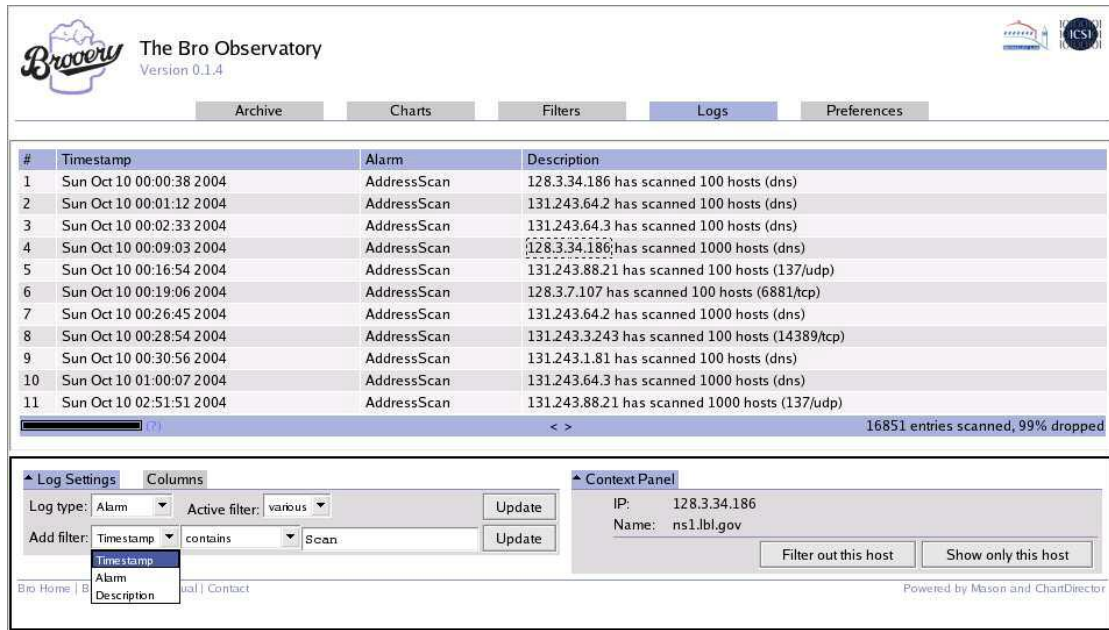 Brovery
The Bro Observatory
Version 0.1.4
ICSI
Archive Charts Filters Logs Preferences
# Timestamp Alarm Description
1 Sun Oct 10 00:00:38 2004 AddressScan 128.3.34.186 has scanned 100 hosts (dns)
2 Sun Oct 10 00:01:12 2004 AddressScan 131.243.64.2 has scanned 100 hosts (dns)
3 Sun Oct 10 00:02:33 2004 AddressScan 131.243.64.3 has scanned 100 hosts (dns)
4 Sun Oct 10 00:09:03 2004 AddressScan 128.3.34.186 has scanned 1000 hosts (dns)
5 Sun Oct 10 00:16:54 2004 AddressScan 131.243.88.21 has scanned 100 hosts (137/udp)
6 Sun Oct 10 00:19:06 2004 AddressScan 128.3.7.107 has scanned 100 hosts (6881/tcp)
7 Sun Oct 10 00:26:45 2004 AddressScan 131.243.64.2 has scanned 1000 hosts (dns)
8 Sun Oct 10 00:28:54 2004 AddressScan 131.243.3.243 has scanned 100 hosts (14389/tcp)
9 Sun Oct 10 00:30:56 2004 AddressScan 131.243.1.81 has scanned 100 hosts (dns)
10 Sun Oct 10 01:00:07 2004 AddressScan 131.243.64.3 has scanned 1000 hosts (dns)
11 Sun Oct 10 02:51:51 2004 AddressScan 131.243.88.21 has scanned 1000 hosts (137/udp)
(?) < > 16851 entries scanned, 99% dropped
Log Settings Columns
Log type: Alarm Active filter: various Update
Add filter: Timestamp contains Scan Update
Timestamp
Alarm
Description
Context Panel
IP: 128.3.34.186
Name: ns1.lbl.gov
Filter out this host Show only this host
Bro Home | B ual | Contact
Powered by Mason and ChartDirector